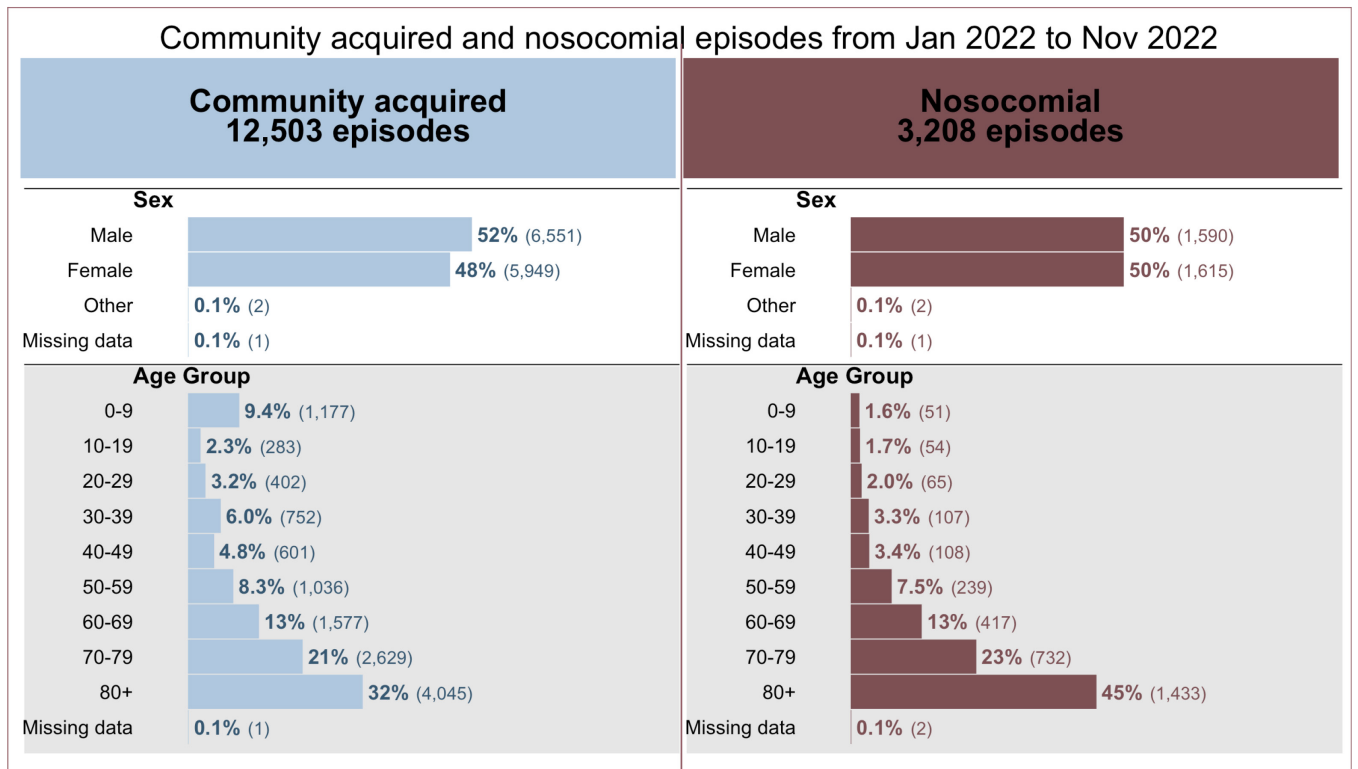 Community acquired and nosocomial episodes from Jan 2022 to Nov 2022
Community acquired
12,503 episodes
Sex
Male 52% (6,551)
Female 48% (5,949)
Other 0.1% (2)
Missing data 0.1% (1)
Age Group
0-9 9.4% (1,177)
10-19 2.3% (283)
20-29 3.2% (402)
30-39 6.0% (752)
40-49 4.8% (601)
50-59 8.3% (1,036)
60-69 13% (1,577)
70-79 21% (2,629)
80+ 32% (4,045)
Missing data 0.1% (1)
Nosocomial
3,208 episodes
Sex
Male 50% (1,590)
Female 50% (1,615)
Other 0.1% (2)
Missing data 0.1% (1)
Age Group
0-9 1.6% (51)
10-19 1.7% (54)
20-29 2.0% (65)
30-39 3.3% (107)
40-49 3.4% (108)
50-59 7.5% (239)
60-69 13% (417)
70-79 23% (732)
80+ 45% (1,433)
Missing data 0.1% (2)